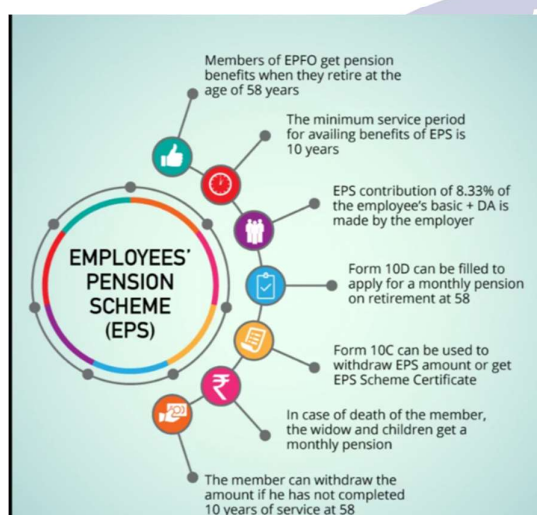 Members of EPFO get pension
benefits when they retire at the
age of 58 years
The minimum service period
for availing benefits of EPS is
10 years
EPS contribution of 8.33% of
the employee's basic + DA is
made by the employer
EMPLOYEES'
PENSION
SCHEME
(EPS)
Form 10D can be filled to
apply for a monthly pension
on retirement at 58
Form 10C can be used to
withdraw EPS amount or get
EPS Scheme Certificate
₹
In case of death of the member,
the widow and children get a
monthly pension
The member can withdraw the
amount if he has not completed
10 years of service at 58